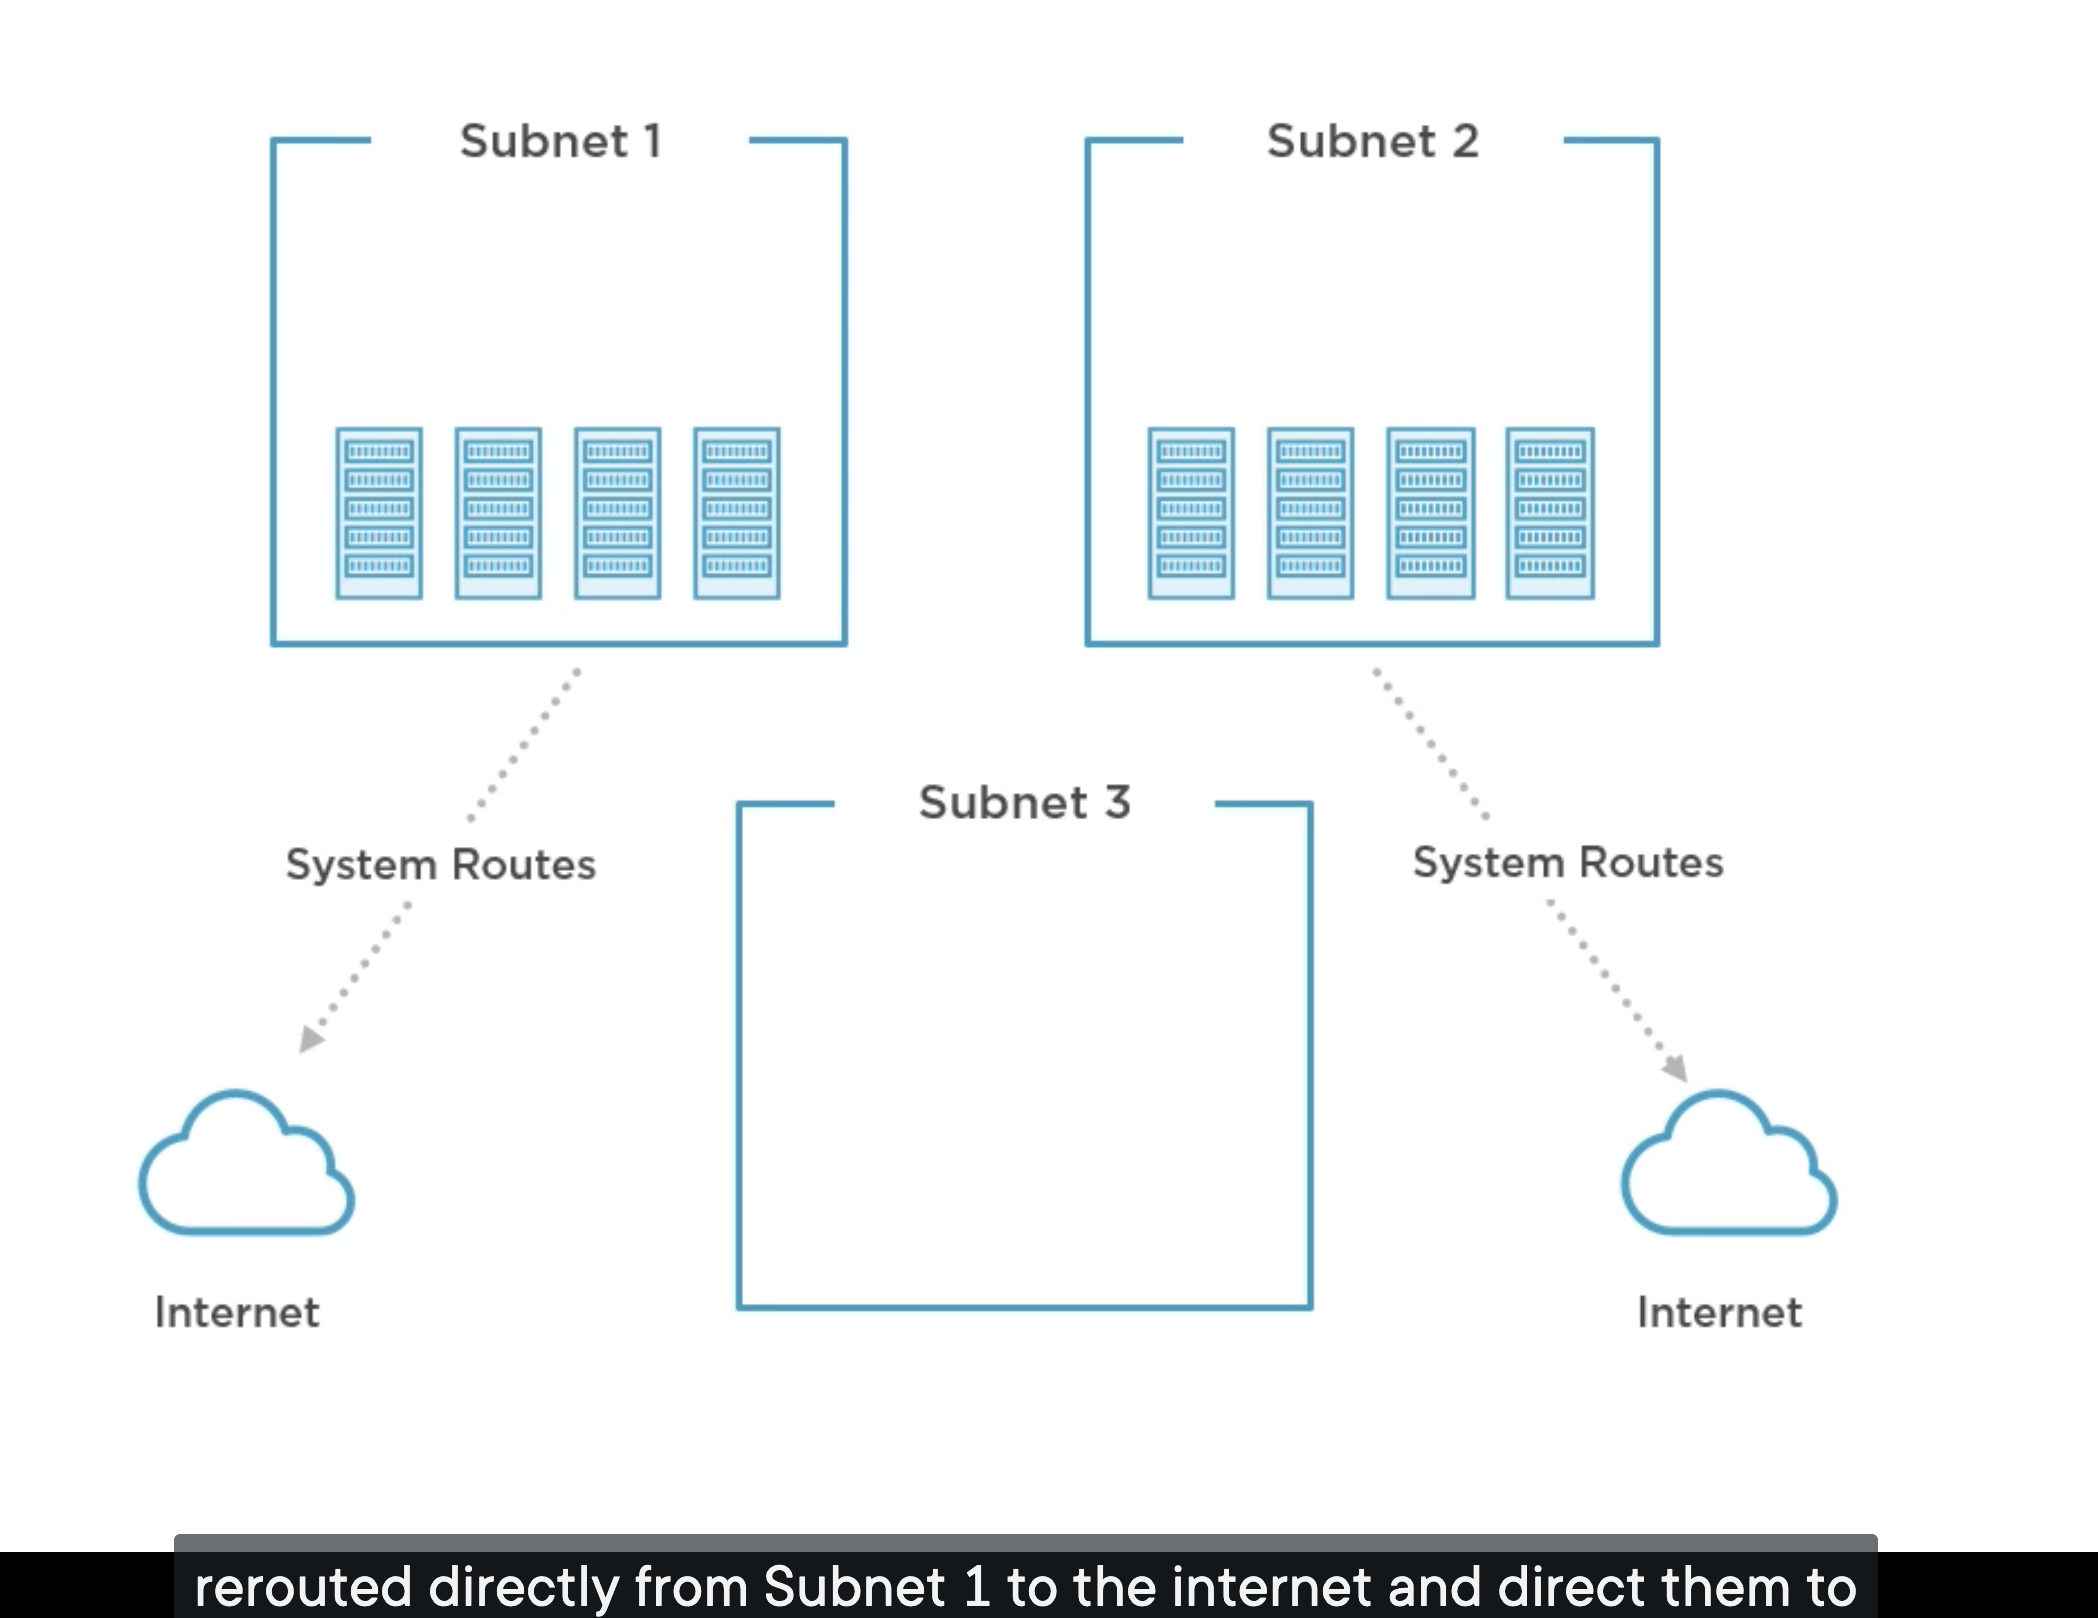 Subnet 1
Subnet 2
System Routes
Subnet 3
System Routes
Internet
Internet
rerouted directly from Subnet 1 to the internet and direct them to